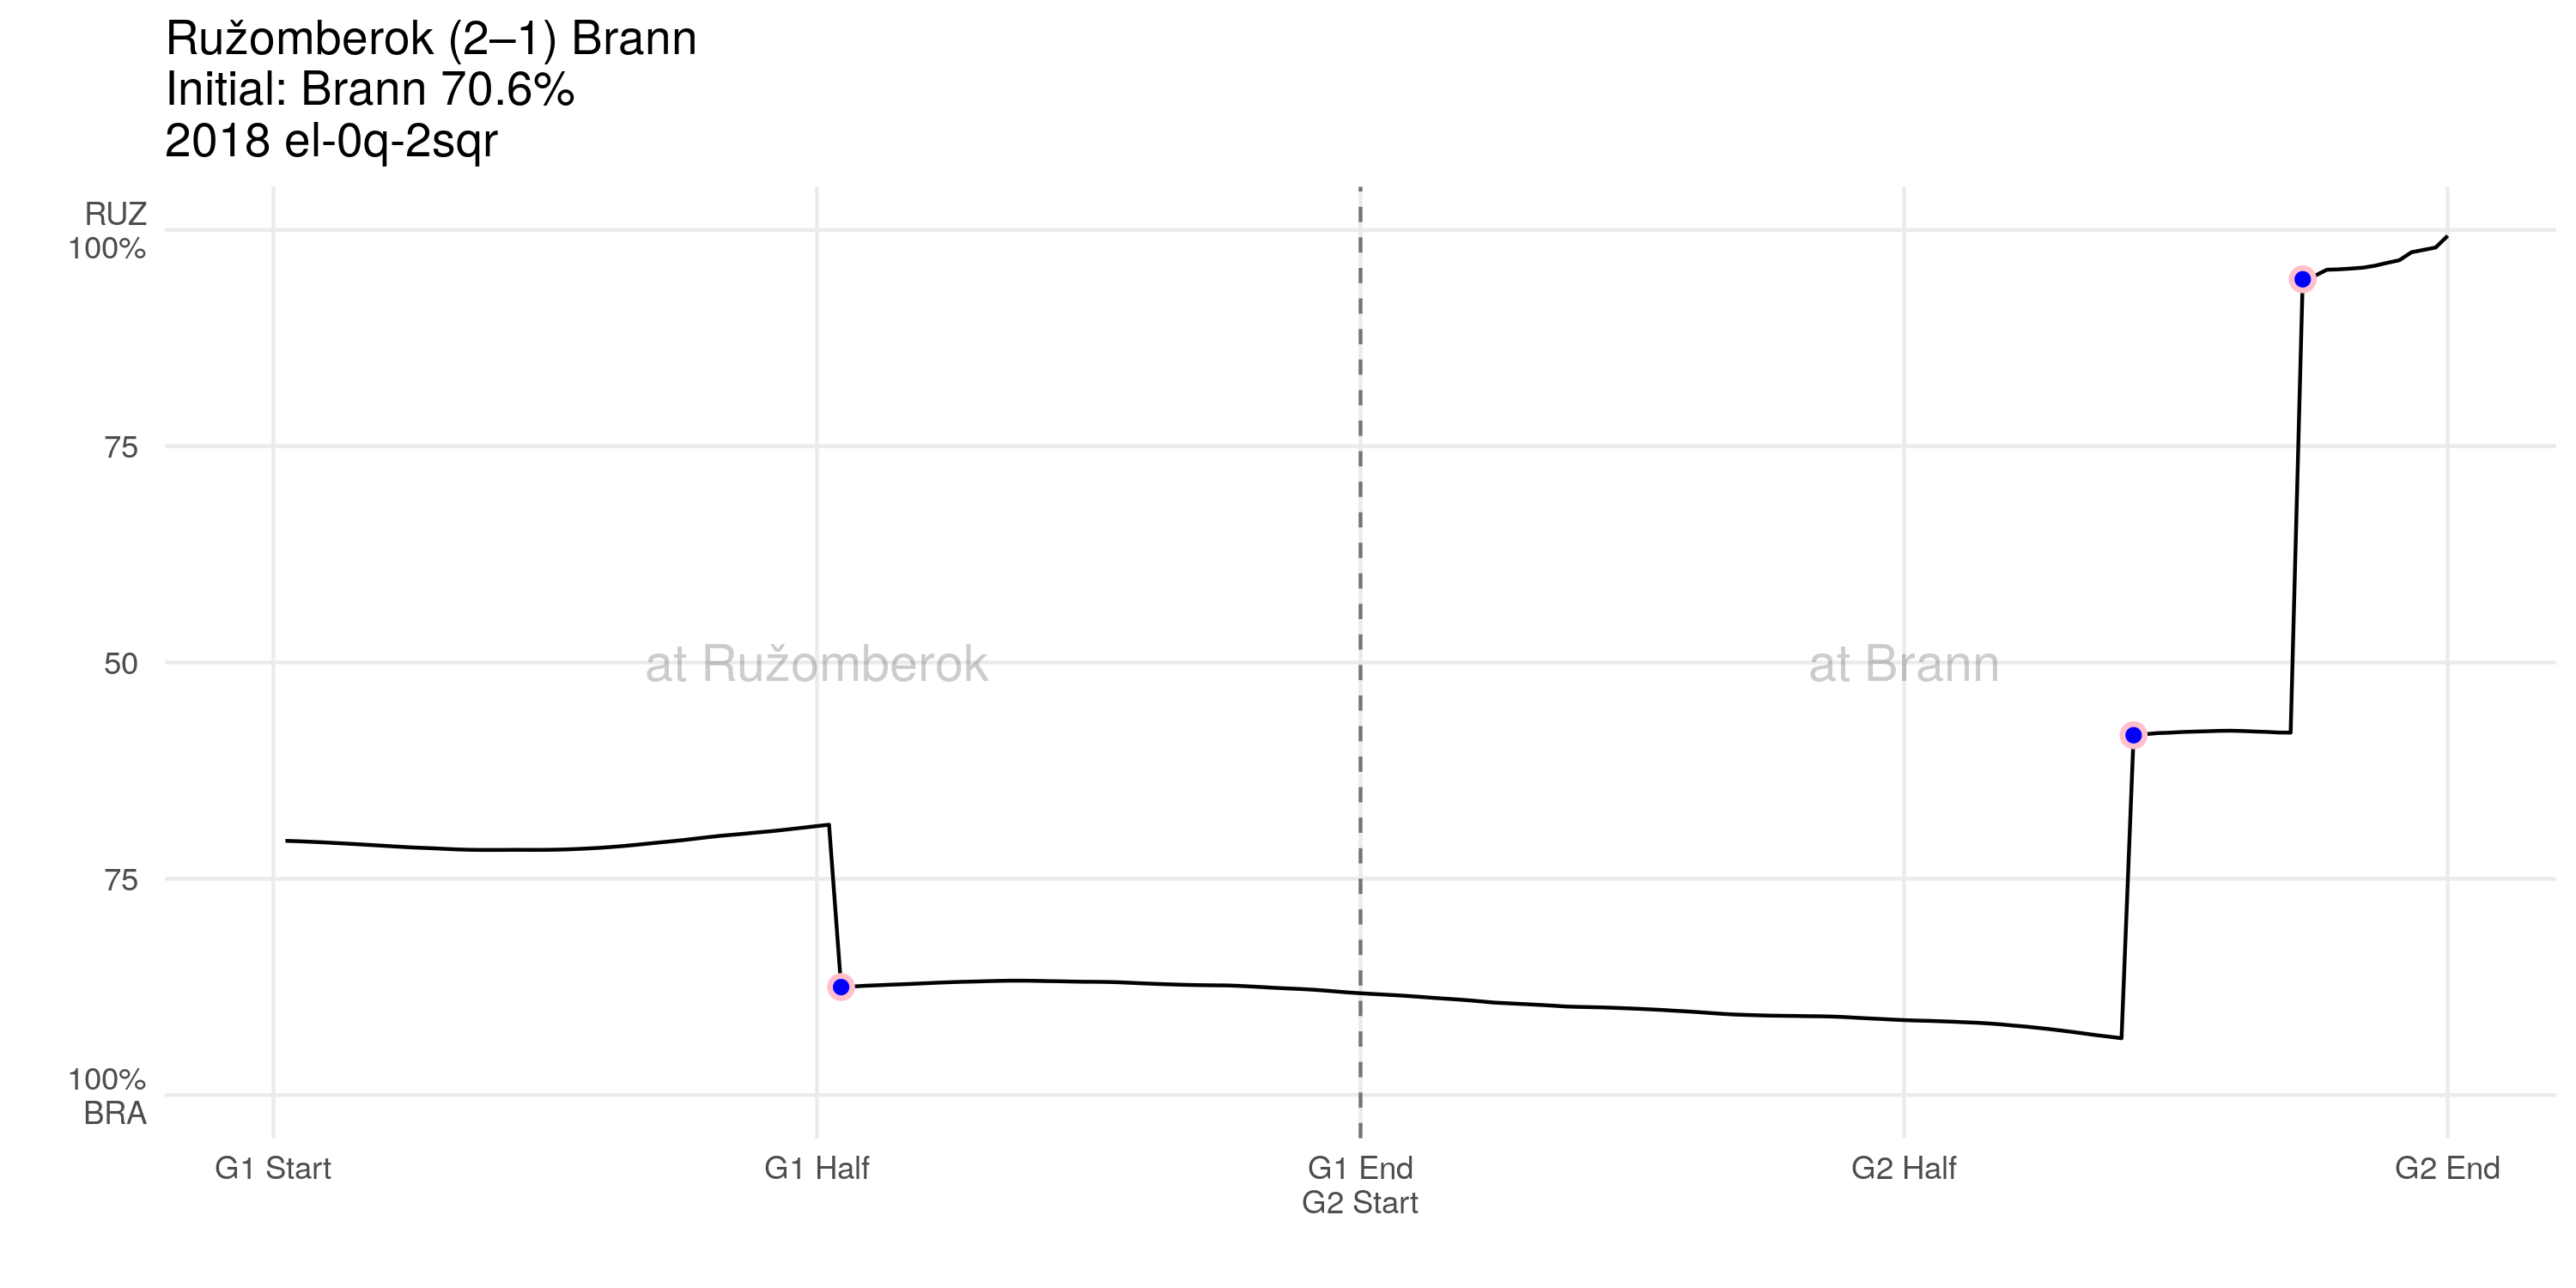 Ružomberok (2–1) Brann
Initial: Brann 70.6%
2018 el-0q-2sqr
RUZ
100%
75
50
75
100%
BRA
at Ružomberok
at Brann
G1 Start
G1 Half
G1 End
G2 Start
G2 Half
G2 End